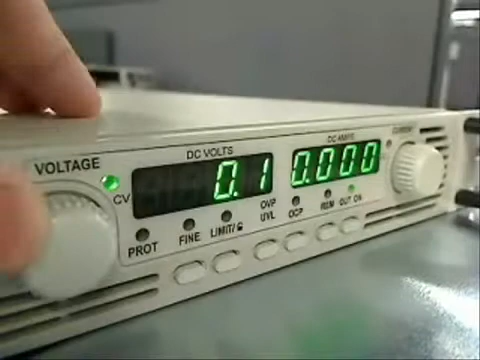 DC VOLTS
DC AMPS
CURRENT
VOLTAGE
CV
0.1
0.000
PROT
FINE
LIMIT/
OVP
UVL
OCP
REM
OUT ON